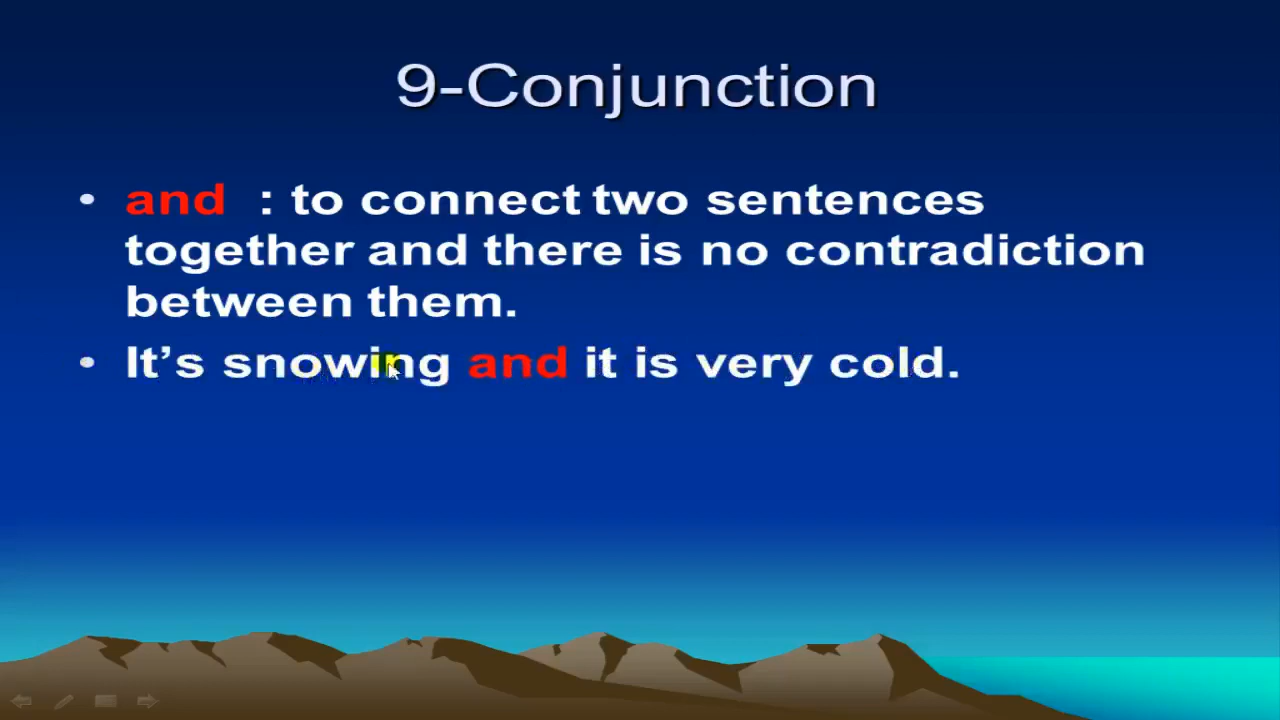 9-Conjunction
• and : to connect two sentences
together and there is no contradiction
between them.
• It’s snowing and it is very cold.